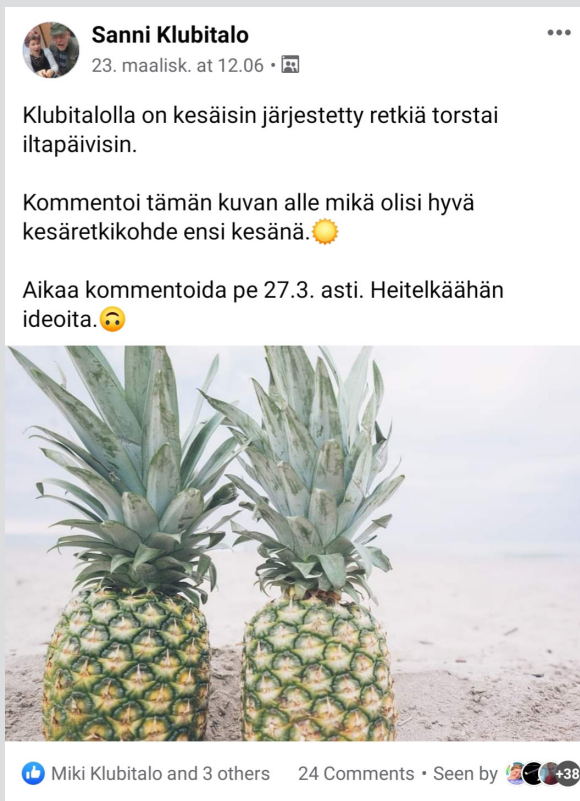 Sanni Klubitalo
23. maalisk. at 12.06 •
Klubitalolla on kesäisin järjestetty retkiä torstai
iltapäivisin.
Kommentoi tämän kuvan alle mikä olisi hyvä
kesäretkikohde ensi kesänä.☀️
Aikaa kommentoida pe 27.3. asti. Heitelkäähän
ideoita.🙃
Miki Klubitalo and 3 others 24 Comments • Seen by +38